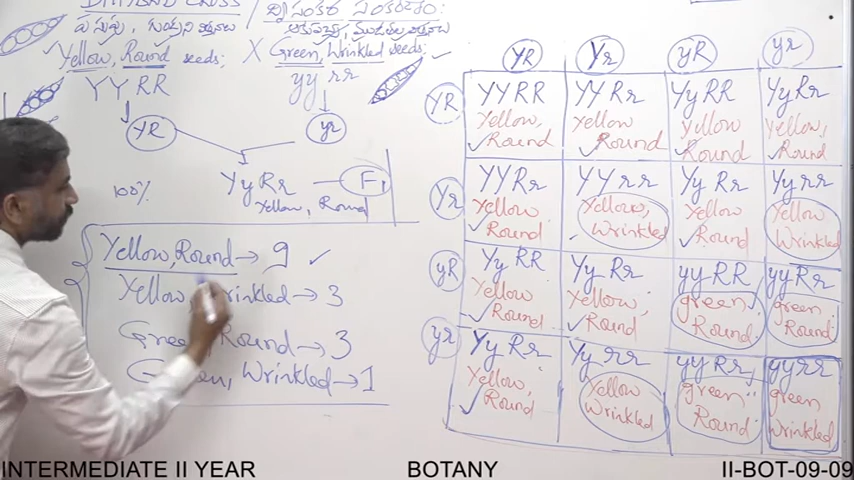 DIHYBRID CROSS
ద్వి సంకర సంకరణం:
Yellow, Round seeds: X Green, Wrinkled seeds;
YYRR yyrr
YR yr
YyRr — F1
100% Yellow, Round
Yellow, Round → 9 ✓
Yellow, Wrinkled → 3
Green, Round → 3
Wrinkled → 1
YR Yr yR yr
YR YYRR YYRr YyRR YyRr
Yellow, yellow yellow yellow,
✓ Round ✓ Round ✓ Round ✓ Round
Yr YYRr YYrr YyRr Yyrr
Yellow Yellow, Yellow Yellow
✓ Round Wrinkled ✓ Round Wrinkled
yR YyRR YyRr yyRR yyRr
Yellow Yellow, green green
✓ Round ✓ Round Round Round
yr YyRr Yyrr yyRr yyrr
Yellow, Yellow green green
✓ Round Wrinkled Round Wrinkled
INTERMEDIATE II YEAR BOTANY II-BOT-09-09